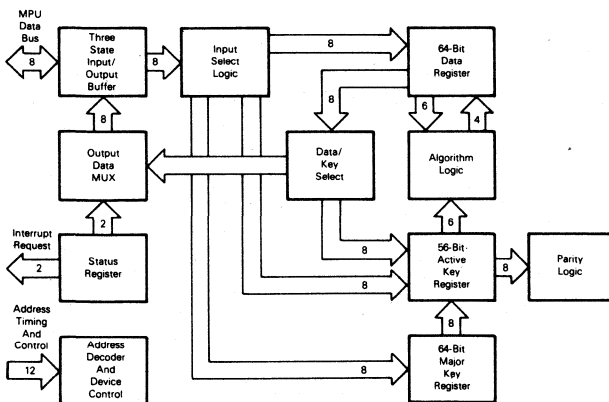 MPU
Data
Bus
8
Three
State
Input/
Output
Buffer
8
Input
Select
Logic
8
64-Bit
Data
Register
8
8
6
4
Output
Data
MUX
Data/
Key
Select
Algorithm
Logic
2
6
Interrupt
Request
2
Status
Register
8
8
56-Bit-
Active
Key
Register
8
Parity
Logic
Address
Timing
And
Control
12
Address
Decoder
And
Device
Control
8
8
64-Bit
Major
Key
Register